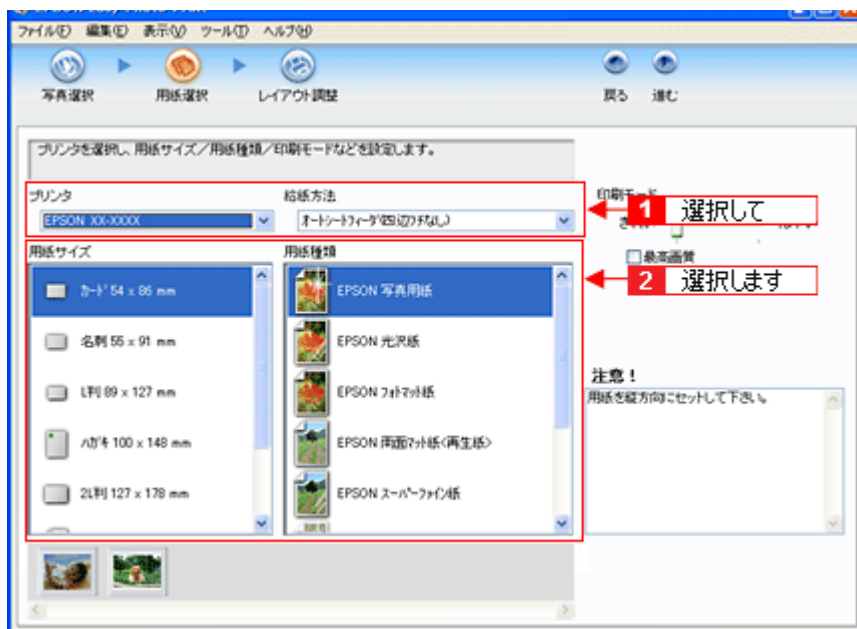 EPSON Easy Photo Print
ファイル(F) 編集(E) 表示(V) ツール(T) ヘルプ(H)
写真選択 用紙選択 レイアウト調整 戻る 進む
プリンタを選択し、用紙サイズ/用紙種類/印刷モードなどを設定します。
プリンタ 給紙方法 印刷モード
EPSON XX-XXXX オートシートフィーダ(四辺フチなし) 1 選択して
用紙サイズ 用紙種類 最高画質
カード 54 x 86 mm EPSON 写真用紙 2 選択します
名刺 55 x 91 mm EPSON 光沢紙
L判 89 x 127 mm EPSON フォトマット紙 注意!
用紙を縦方向にセットして下さい。
ハガキ 100 x 148 mm EPSON 両面マット紙<再生紙>
2L判 127 x 178 mm EPSON スーパーファイン紙